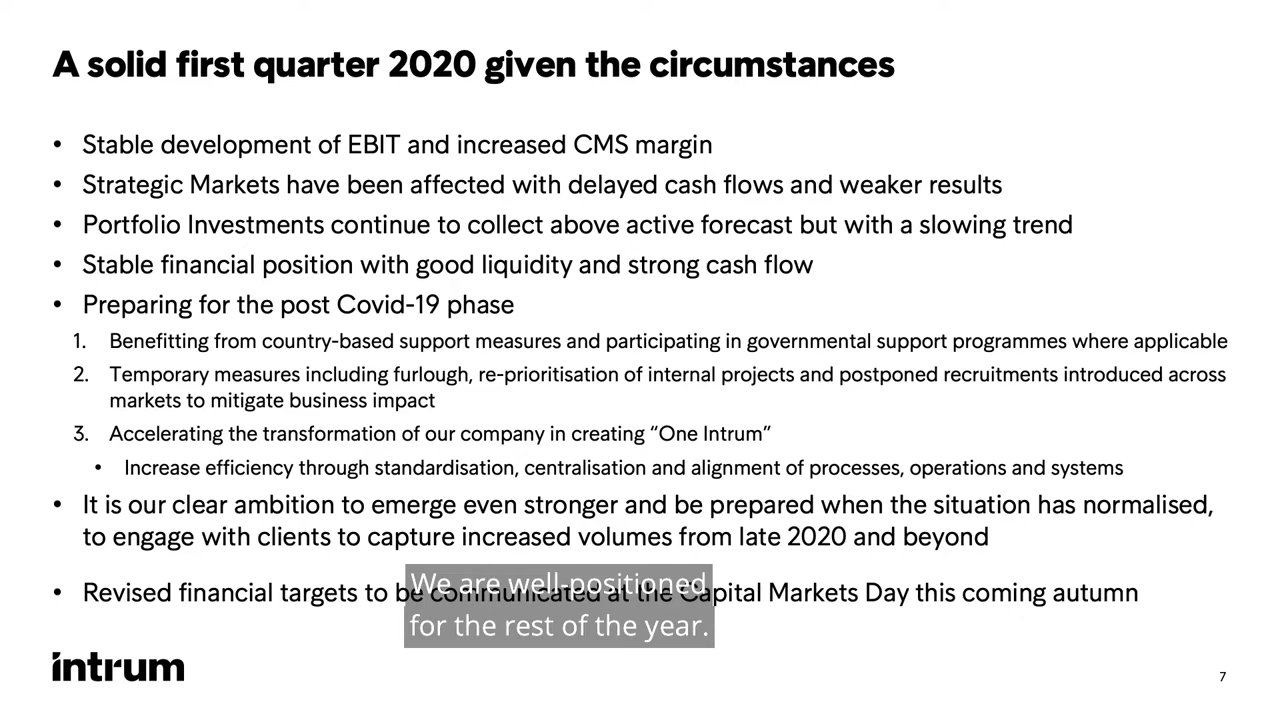 A solid first quarter 2020 given the circumstances
• Stable development of EBIT and increased CMS margin
• Strategic Markets have been affected with delayed cash flows and weaker results
• Portfolio Investments continue to collect above active forecast but with a slowing trend
• Stable financial position with good liquidity and strong cash flow
• Preparing for the post Covid-19 phase
1. Benefitting from country-based support measures and participating in governmental support programmes where applicable
2. Temporary measures including furlough, re-prioritisation of internal projects and postponed recruitments introduced across
markets to mitigate business impact
3. Accelerating the transformation of our company in creating “One Intrum”
• Increase efficiency through standardisation, centralisation and alignment of processes, operations and systems
• It is our clear ambition to emerge even stronger and be prepared when the situation has normalised,
to engage with clients to capture increased volumes from late 2020 and beyond
• Revised financial targets to be communicated at the Capital Markets Day this coming autumn
We are well-positioned
for the rest of the year.
intrum
7